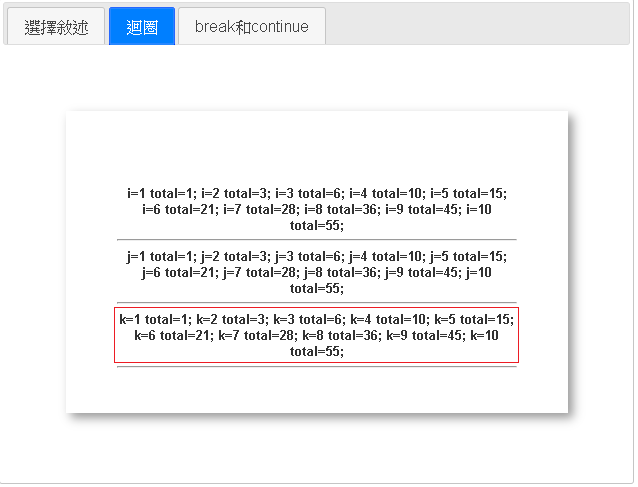 選擇敘述 迴圈 break和continue
i=1 total=1; i=2 total=3; i=3 total=6; i=4 total=10; i=5 total=15;
i=6 total=21; i=7 total=28; i=8 total=36; i=9 total=45; i=10
total=55;
j=1 total=1; j=2 total=3; j=3 total=6; j=4 total=10; j=5 total=15;
j=6 total=21; j=7 total=28; j=8 total=36; j=9 total=45; j=10
total=55;
k=1 total=1; k=2 total=3; k=3 total=6; k=4 total=10; k=5 total=15;
k=6 total=21; k=7 total=28; k=8 total=36; k=9 total=45; k=10
total=55;